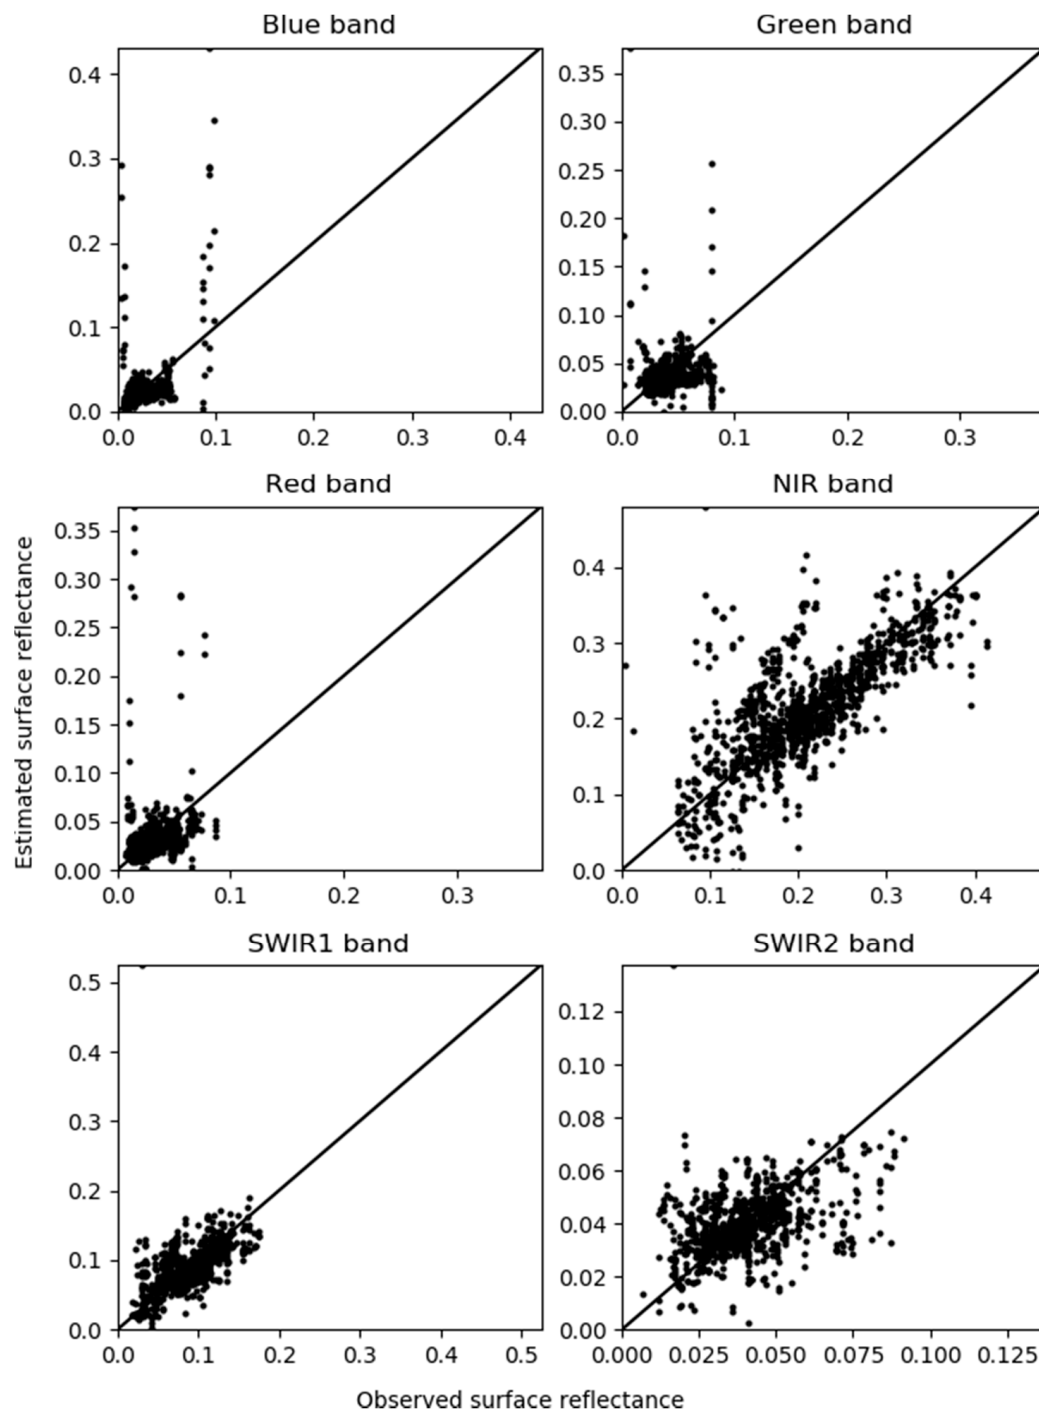 Blue band
Green band
0.4
0.3
0.2
0.1
0.0
0.0 0.1 0.2 0.3 0.4
0.35
0.30
0.25
0.20
0.15
0.10
0.05
0.00
0.0 0.1 0.2 0.3
Red band
NIR band
Estimated surface reflectance
0.35
0.30
0.25
0.20
0.15
0.10
0.05
0.00
0.0 0.1 0.2 0.3
0.4
0.3
0.2
0.1
0.0
0.0 0.1 0.2 0.3 0.4
SWIR1 band
SWIR2 band
0.5
0.4
0.3
0.2
0.1
0.0
0.0 0.1 0.2 0.3 0.4 0.5
0.12
0.10
0.08
0.06
0.04
0.02
0.00
0.000 0.025 0.050 0.075 0.100 0.125
Observed surface reflectance